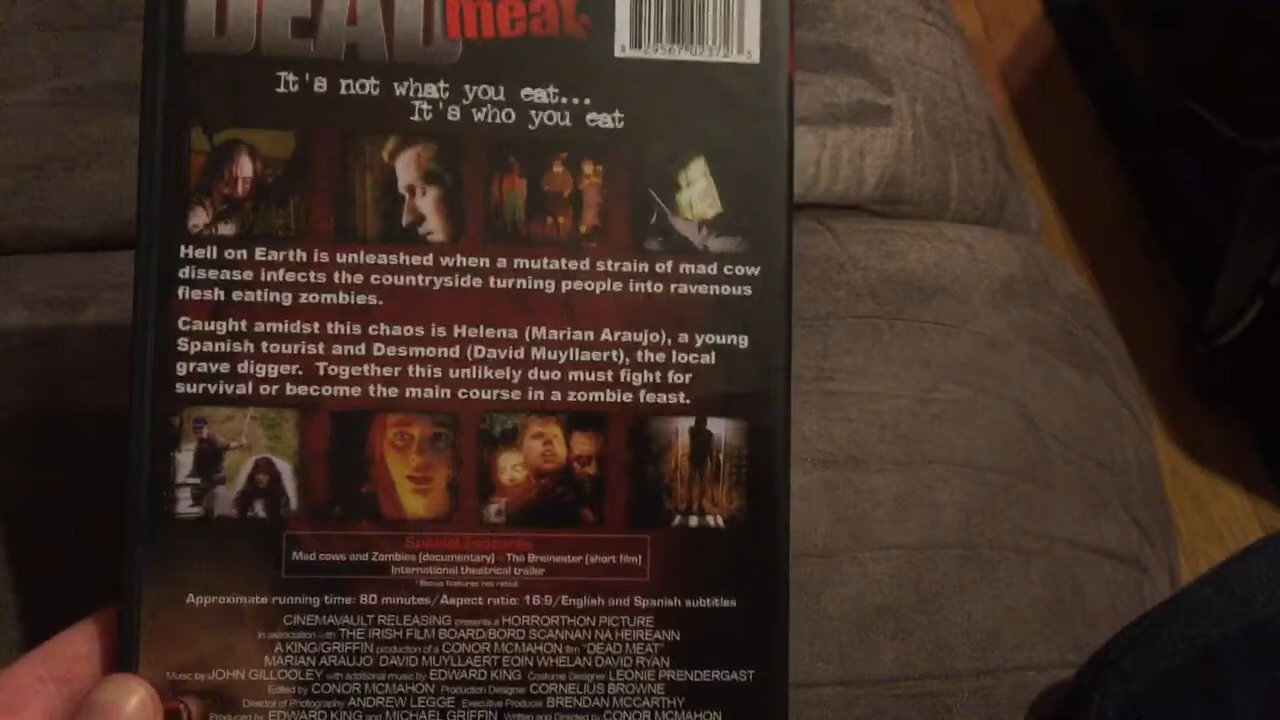 DEAD meat
It's not what you eat...
It's who you eat
Hell on Earth is unleashed when a mutated strain of mad cow
disease infects the countryside turning people into ravenous
flesh eating zombies.
Caught amidst this chaos is Helena (Marian Araujo), a young
Spanish tourist and Desmond (David Muyllaert), the local
grave digger. Together this unlikely duo must fight for
survival or become the main course in a zombie feast.
Special Features
Mad cows and Zombies (documentary) - The Braineater (short film)
International theatrical trailer
*Bonus features not rated
Approximate running time: 80 minutes/Aspect ratio: 16:9/English and Spanish subtitles
CINEMAVAULT RELEASING presents a HORRORTHON PICTURE
in association with THE IRISH FILM BOARD/BORD SCANNAN NA HEIREANN
A KING/GRIFFIN production of a CONOR MCMAHON film "DEAD MEAT"
MARIAN ARAUJO DAVID MUYLLAERT EOIN WHELAN DAVID RYAN
Music by JOHN GILLOOLEY with additional music by EDWARD KING Costume Designer LEONIE PRENDERGAST
Edited by CONOR MCMAHON Production Designer CORNELIUS BROWNE
Director of Photography ANDREW LEGGE Executive Producer BRENDAN MCCARTHY
Produced by EDWARD KING and MICHAEL GRIFFIN Written and Directed by CONOR MCMAHON